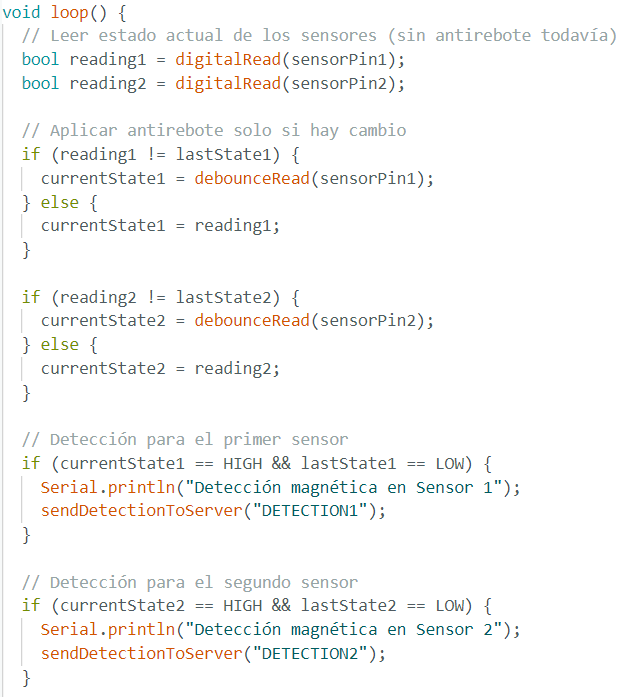 void loop() {
  // Leer estado actual de los sensores (sin antirebote todavía)
  bool reading1 = digitalRead(sensorPin1);
  bool reading2 = digitalRead(sensorPin2);

  // Aplicar antirebote solo si hay cambio
  if (reading1 != lastState1) {
    currentState1 = debounceRead(sensorPin1);
  } else {
    currentState1 = reading1;
  }

  if (reading2 != lastState2) {
    currentState2 = debounceRead(sensorPin2);
  } else {
    currentState2 = reading2;
  }

  // Detección para el primer sensor
  if (currentState1 == HIGH && lastState1 == LOW) {
    Serial.println("Detección magnética en Sensor 1");
    sendDetectionToServer("DETECTION1");
  }

  // Detección para el segundo sensor
  if (currentState2 == HIGH && lastState2 == LOW) {
    Serial.println("Detección magnética en Sensor 2");
    sendDetectionToServer("DETECTION2");
  }